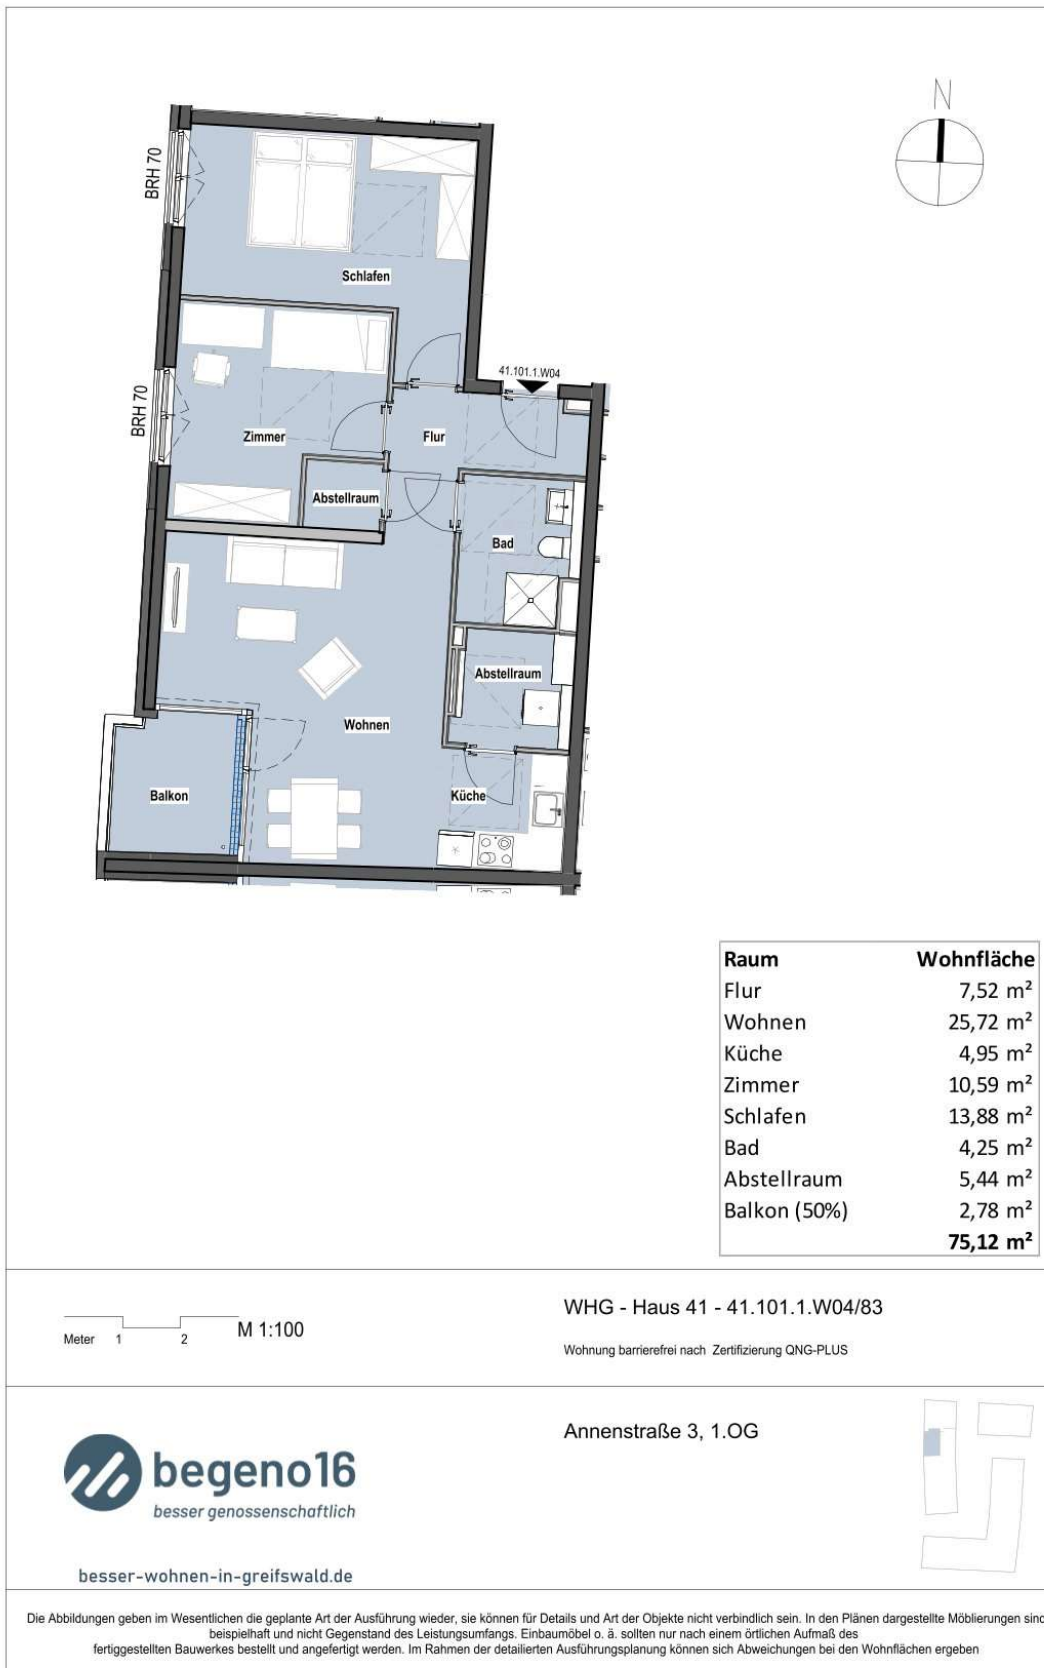 N
BRH 70
Schlafen
41.101.1.W04
BRH 70
Zimmer
Flur
Abstellraum
Bad
Abstellraum
Wohnen
Balkon
Küche
Raum Wohnfläche
Flur 7,52 m²
Wohnen 25,72 m²
Küche 4,95 m²
Zimmer 10,59 m²
Schlafen 13,88 m²
Bad 4,25 m²
Abstellraum 5,44 m²
Balkon (50%) 2,78 m²
75,12 m²
Meter 1 2 M 1:100
WHG - Haus 41 - 41.101.1.W04/83
Wohnung barrierefrei nach Zertifizierung QNG-PLUS
Annenstraße 3, 1.OG
begeno16
besser genossenschaftlich
besser-wohnen-in-greifswald.de
Die Abbildungen geben im Wesentlichen die geplante Art der Ausführung wieder, sie können für Details und Art der Objekte nicht verbindlich sein. In den Plänen dargestellte Möblierungen sind
beispielhaft und nicht Gegenstand des Leistungsumfangs. Einbaumöbel o. ä. sollten nur nach einem örtlichen Aufmaß des
fertiggestellten Bauwerkes bestellt und angefertigt werden. Im Rahmen der detailierten Ausführungsplanung können sich Abweichungen bei den Wohnflächen ergeben